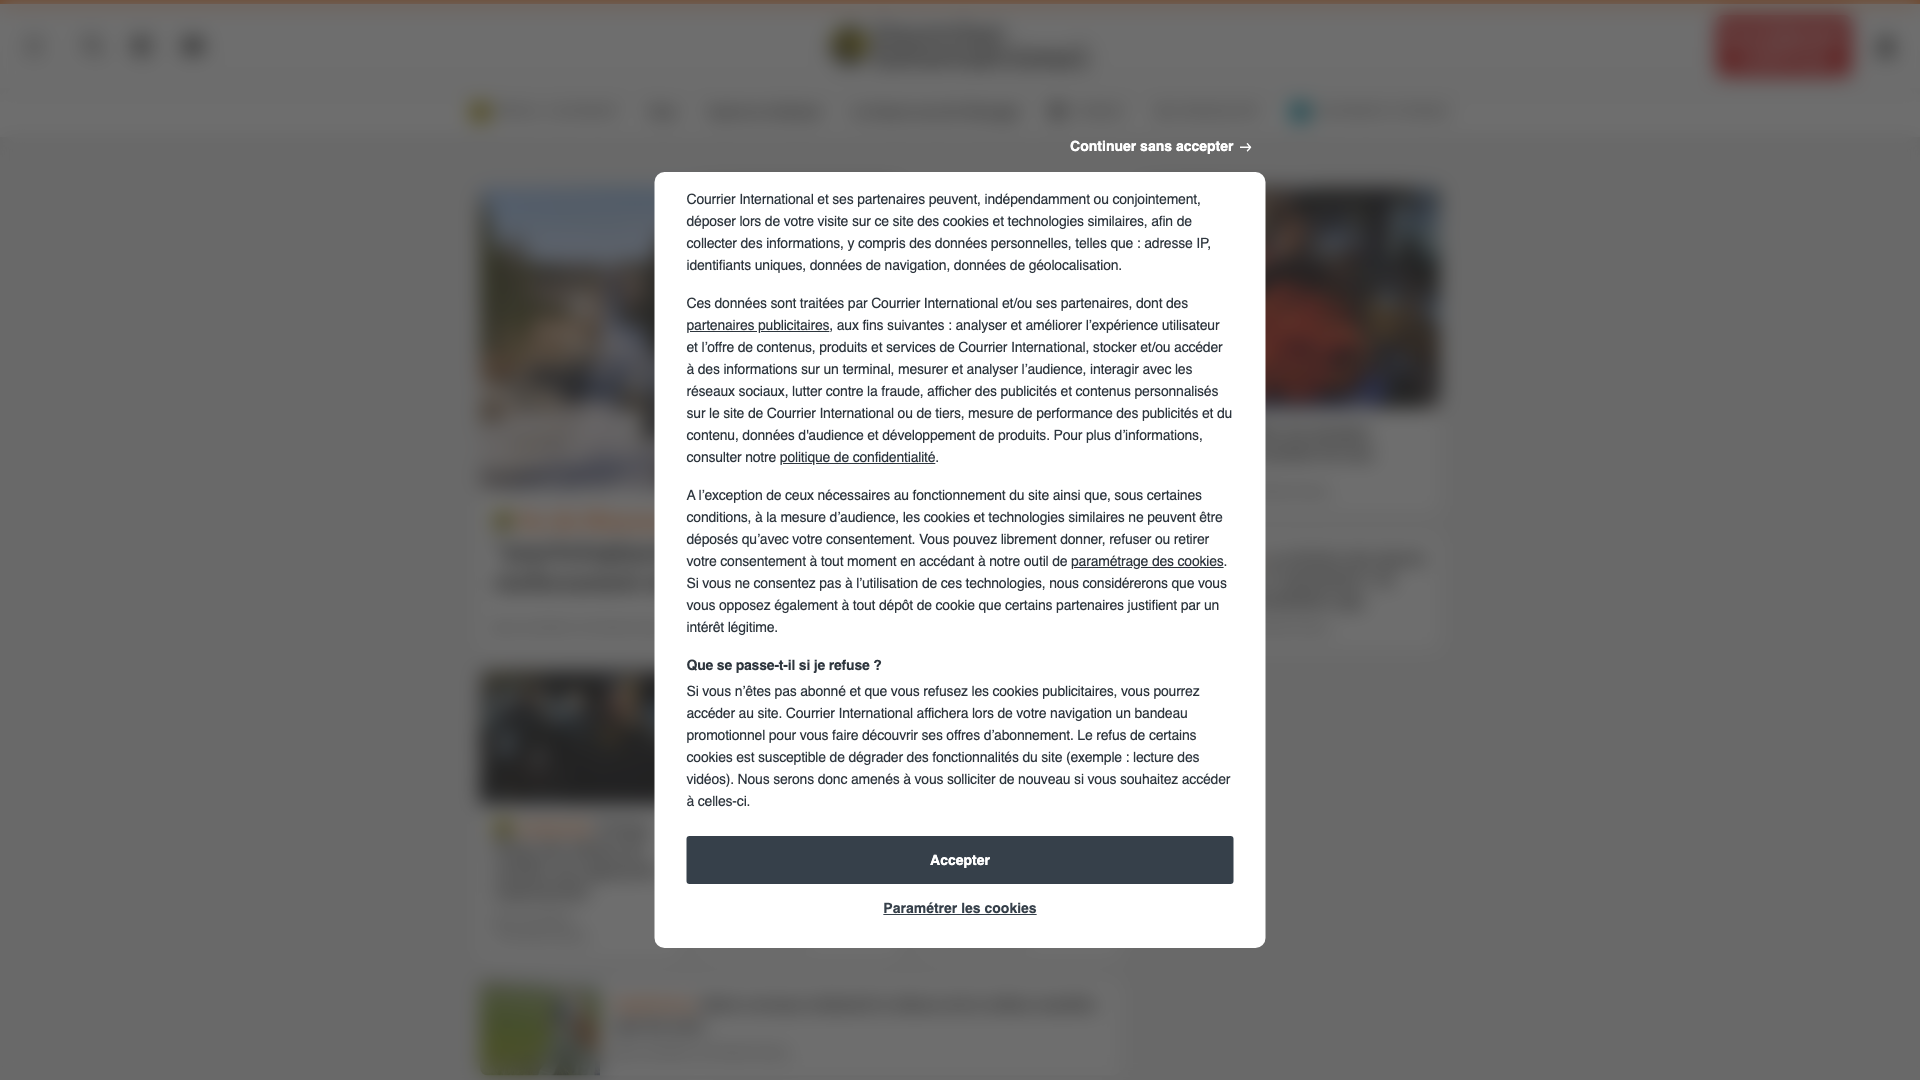 Continuer sans accepter →
Courrier International et ses partenaires peuvent, indépendamment ou conjointement,
déposer lors de votre visite sur ce site des cookies et technologies similaires, afin de
collecter des informations, y compris des données personnelles, telles que : adresse IP,
identifiants uniques, données de navigation, données de géolocalisation.
Ces données sont traitées par Courrier International et/ou ses partenaires, dont des
partenaires publicitaires, aux fins suivantes : analyser et améliorer l’expérience utilisateur
et l’offre de contenus, produits et services de Courrier International, stocker et/ou accéder
à des informations sur un terminal, mesurer et analyser l’audience, interagir avec les
réseaux sociaux, lutter contre la fraude, afficher des publicités et contenus personnalisés
sur le site de Courrier International ou de tiers, mesure de performance des publicités et du
contenu, données d'audience et développement de produits. Pour plus d’informations,
consulter notre politique de confidentialité.
A l’exception de ceux nécessaires au fonctionnement du site ainsi que, sous certaines
conditions, à la mesure d’audience, les cookies et technologies similaires ne peuvent être
déposés qu’avec votre consentement. Vous pouvez librement donner, refuser ou retirer
votre consentement à tout moment en accédant à notre outil de paramétrage des cookies.
Si vous ne consentez pas à l’utilisation de ces technologies, nous considérerons que vous
vous opposez également à tout dépôt de cookie que certains partenaires justifient par un
intérêt légitime.
Que se passe-t-il si je refuse ?
Si vous n’êtes pas abonné et que vous refusez les cookies publicitaires, vous pourrez
accéder au site. Courrier International affichera lors de votre navigation un bandeau
promotionnel pour vous faire découvrir ses offres d’abonnement. Le refus de certains
cookies est susceptible de dégrader des fonctionnalités du site (exemple : lecture des
vidéos). Nous serons donc amenés à vous solliciter de nouveau si vous souhaitez accéder
à celles-ci.
Accepter
Paramétrer les cookies